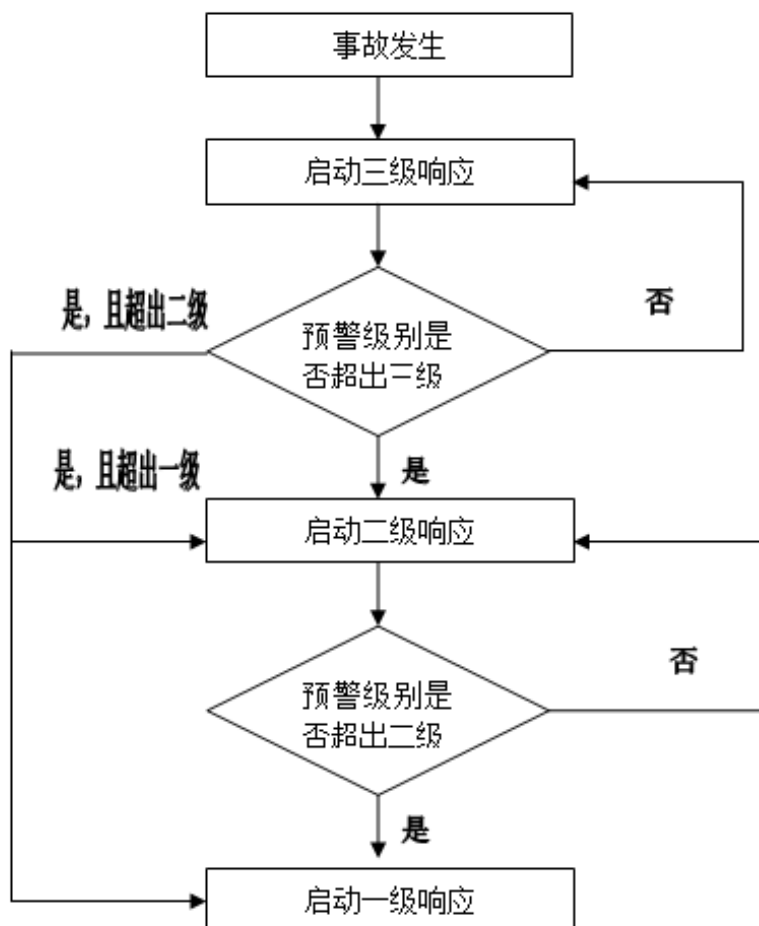 事故发生
启动三级响应
是，且超出二级
否
预警级别是
否超出三级
是，且超出一级
是
启动二级响应
否
预警级别是
否超出二级
是
启动一级响应